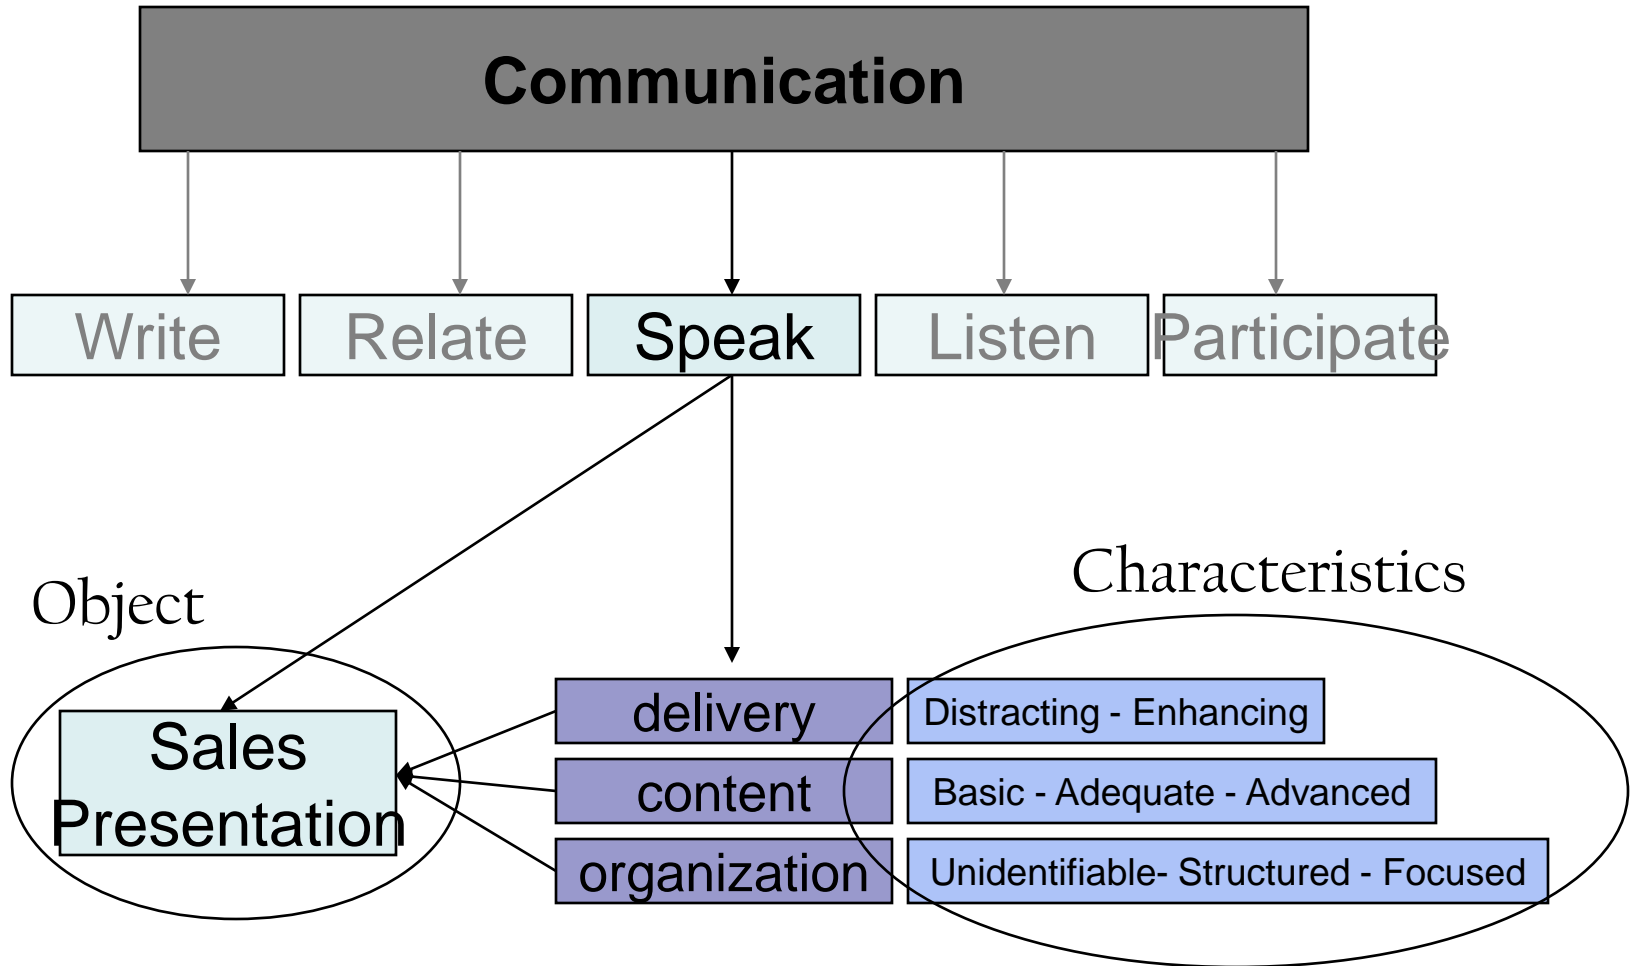 Communication
Write
Relate
Speak
Listen
Participate
Object
Characteristics
Sales
Presentation
delivery
Distracting - Enhancing
content
Basic - Adequate - Advanced
organization
Unidentifiable- Structured - Focused